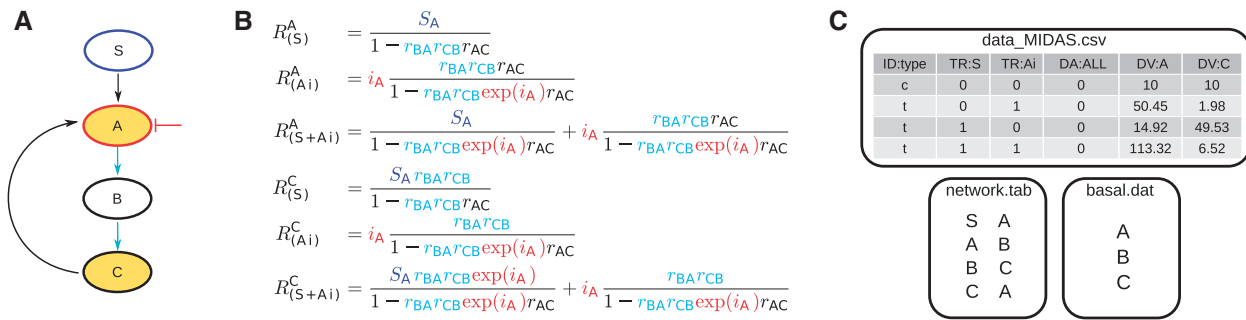 A
S
A
B
C
B
R^A_(S) = S_A / (1 − r_BA r_CB r_AC)
R^A_(Ai) = i_A r_BA r_CB r_AC / (1 − r_BA r_CB exp(i_A) r_AC)
R^A_(S+Ai) = S_A / (1 − r_BA r_CB exp(i_A) r_AC) + i_A r_BA r_CB r_AC / (1 − r_BA r_CB exp(i_A) r_AC)
R^C_(S) = S_A r_BA r_CB / (1 − r_BA r_CB r_AC)
R^C_(Ai) = i_A r_BA r_CB / (1 − r_BA r_CB exp(i_A) r_AC)
R^C_(S+Ai) = S_A r_BA r_CB exp(i_A) / (1 − r_BA r_CB exp(i_A) r_AC) + i_A r_BA r_CB / (1 − r_BA r_CB exp(i_A) r_AC)
C
data_MIDAS.csv
ID:type TR:S TR:Ai DA:ALL DV:A DV:C
c 0 0 0 10 10
t 0 1 0 50.45 1.98
t 1 0 0 14.92 49.53
t 1 1 0 113.32 6.52
network.tab
S A
A B
B C
C A
basal.dat
A
B
C